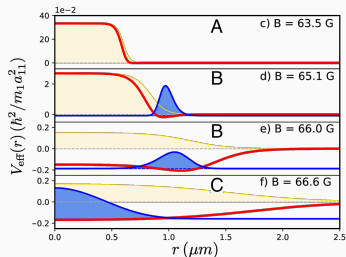 1e−2
40
20
0
A
c) B = 63.5 G
2
0
B
d) B = 65.1 G
0.2
0.0
−0.2
B
e) B = 66.0 G
0.2
0.0
−0.2
C
f) B = 66.6 G
V_eff(r) (ħ²/m₁a²₁₁)
0.0 0.5 1.0 1.5 2.0 2.5
r (μm)